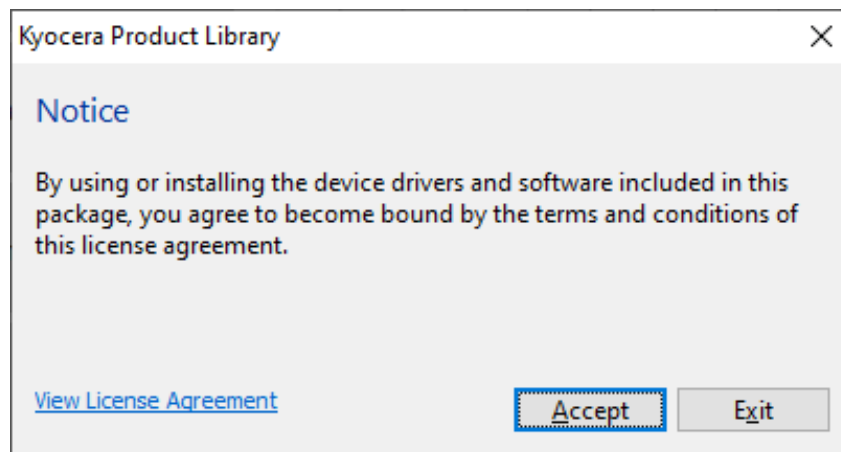 Kyocera Product Library
Notice
By using or installing the device drivers and software included in this
package, you agree to become bound by the terms and conditions of
this license agreement.
View License Agreement
Accept
Exit